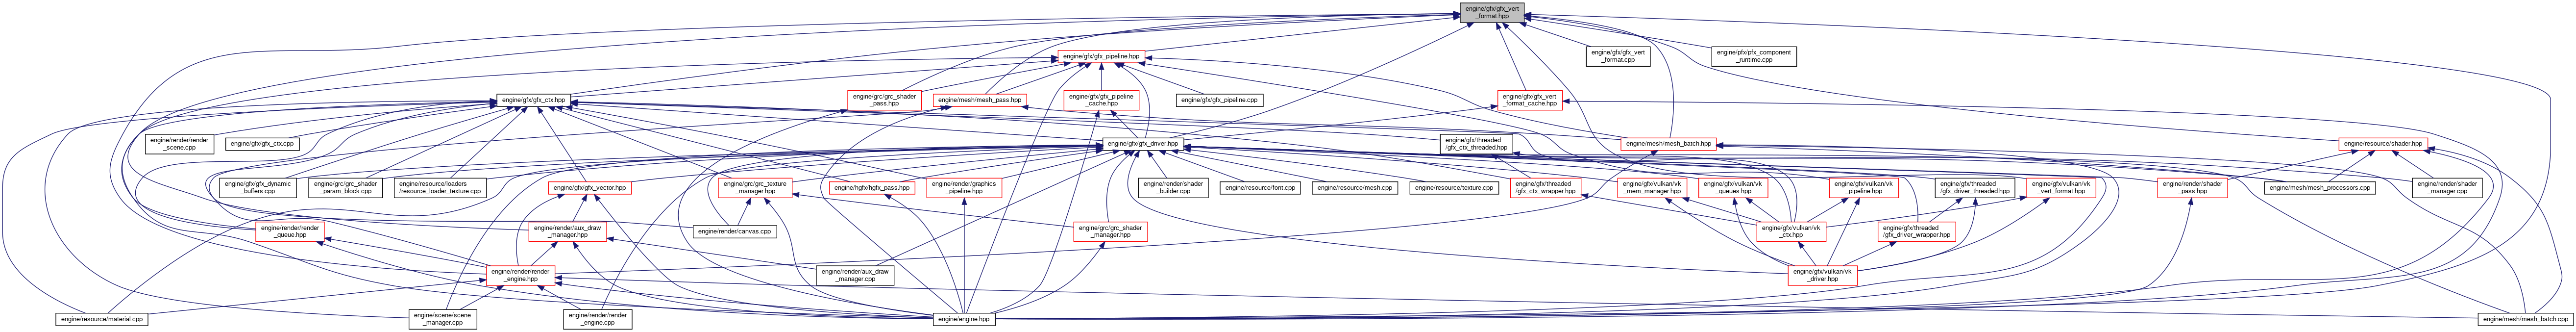 engine/gfx/gfx_vert
_format.hpp
engine/gfx/gfx_pipeline.hpp
engine/gfx/gfx_vert
_format.cpp
engine/pfx/pfx_component
_runtime.cpp
engine/gfx/gfx_ctx.hpp
engine/grc/grc_shader
_pass.hpp
engine/mesh/mesh_pass.hpp
engine/gfx/gfx_pipeline
_cache.hpp
engine/gfx/gfx_pipeline.cpp
engine/gfx/gfx_vert
_format_cache.hpp
engine/render/render
_scene.cpp
engine/gfx/gfx_ctx.cpp
engine/gfx/gfx_driver.hpp
engine/gfx/threaded
/gfx_ctx_threaded.hpp
engine/mesh/mesh_batch.hpp
engine/resource/shader.hpp
engine/gfx/gfx_dynamic
_buffers.cpp
engine/grc/grc_shader
_param_block.cpp
engine/resource/loaders
/resource_loader_texture.cpp
engine/gfx/gfx_vector.hpp
engine/grc/grc_texture
_manager.hpp
engine/hgfx/hgfx_pass.hpp
engine/render/graphics
_pipeline.hpp
engine/render/shader
_builder.cpp
engine/resource/font.cpp
engine/resource/mesh.cpp
engine/resource/texture.cpp
engine/gfx/threaded
/gfx_ctx_wrapper.hpp
engine/gfx/vulkan/vk
_mem_manager.hpp
engine/gfx/vulkan/vk
_queues.hpp
engine/gfx/vulkan/vk
_pipeline.hpp
engine/gfx/threaded
/gfx_driver_threaded.hpp
engine/gfx/vulkan/vk
_vert_format.hpp
engine/render/shader
_pass.hpp
engine/mesh/mesh_processors.cpp
engine/render/shader
_manager.cpp
engine/render/render
_queue.hpp
engine/render/aux_draw
_manager.hpp
engine/render/canvas.cpp
engine/grc/grc_shader
_manager.hpp
engine/gfx/vulkan/vk
_ctx.hpp
engine/gfx/threaded
/gfx_driver_wrapper.hpp
engine/render/render
_engine.hpp
engine/render/aux_draw
_manager.cpp
engine/gfx/vulkan/vk
_driver.hpp
engine/resource/material.cpp
engine/scene/scene
_manager.cpp
engine/render/render
_engine.cpp
engine/engine.hpp
engine/mesh/mesh_batch.cpp